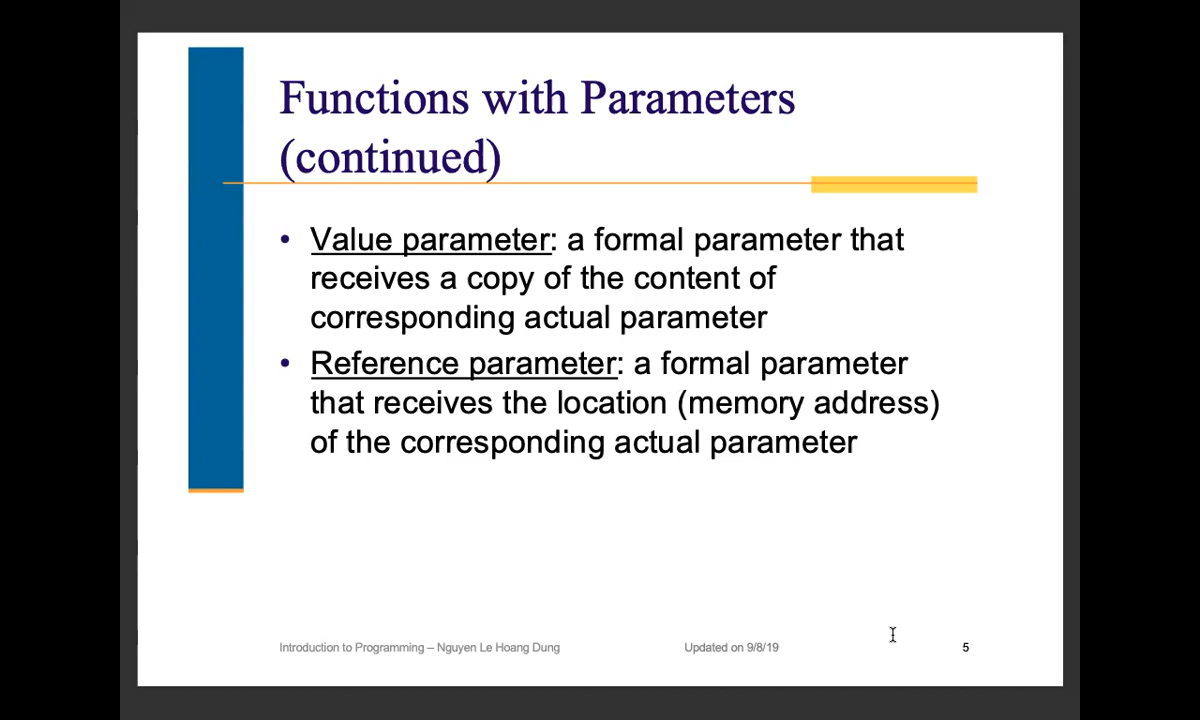 Functions with Parameters
(continued)
• Value parameter: a formal parameter that
receives a copy of the content of
corresponding actual parameter
• Reference parameter: a formal parameter
that receives the location (memory address)
of the corresponding actual parameter
Introduction to Programming – Nguyen Le Hoang Dung
Updated on 9/8/19
5